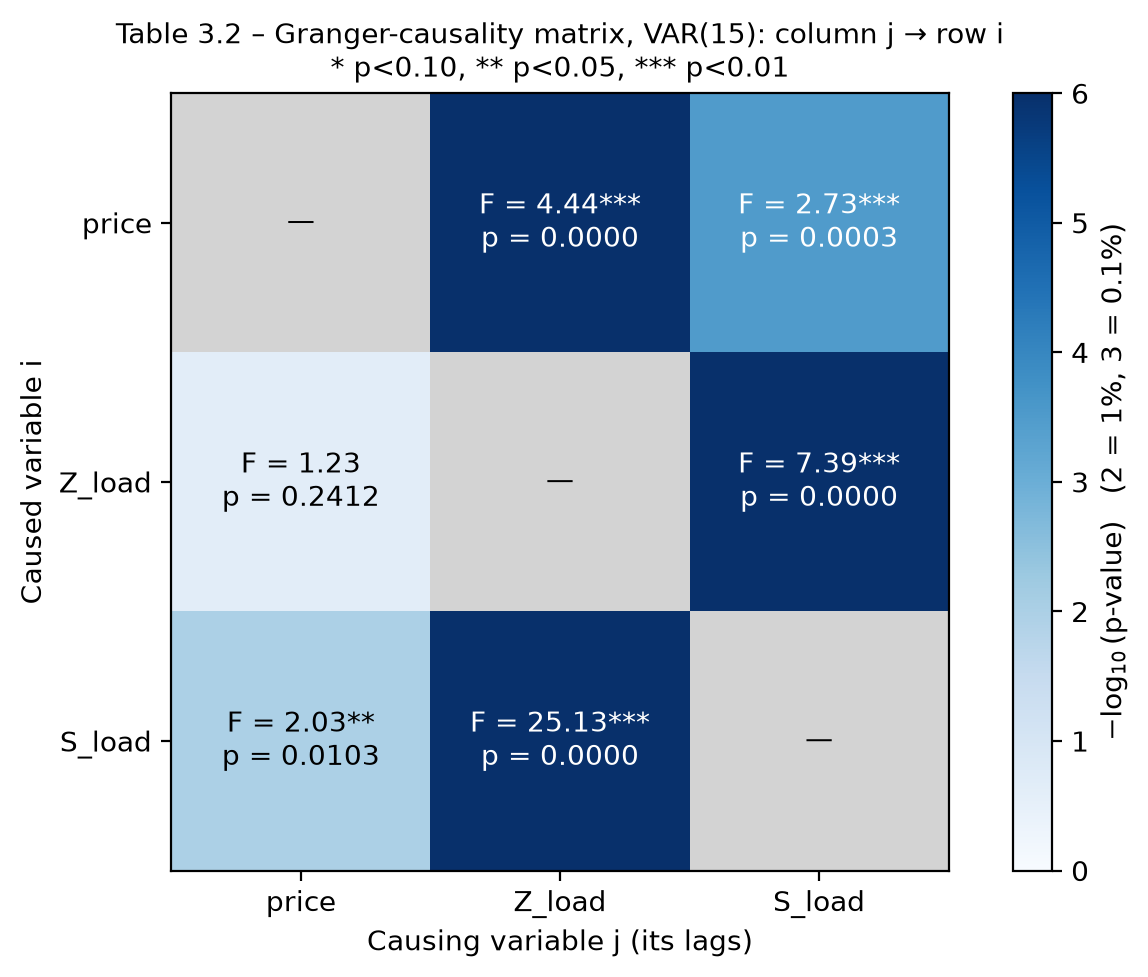 Table 3.2 – Granger-causality matrix, VAR(15): column j → row i
* p<0.10, ** p<0.05, *** p<0.01
price
—
F = 4.44***
p = 0.0000
F = 2.73***
p = 0.0003
Z_load
F = 1.23
p = 0.2412
—
F = 7.39***
p = 0.0000
S_load
F = 2.03**
p = 0.0103
F = 25.13***
p = 0.0000
—
price
Z_load
S_load
Causing variable j (its lags)
Caused variable i
6
5
4
3
2
1
0
−log₁₀(p-value) (2 = 1%, 3 = 0.1%)